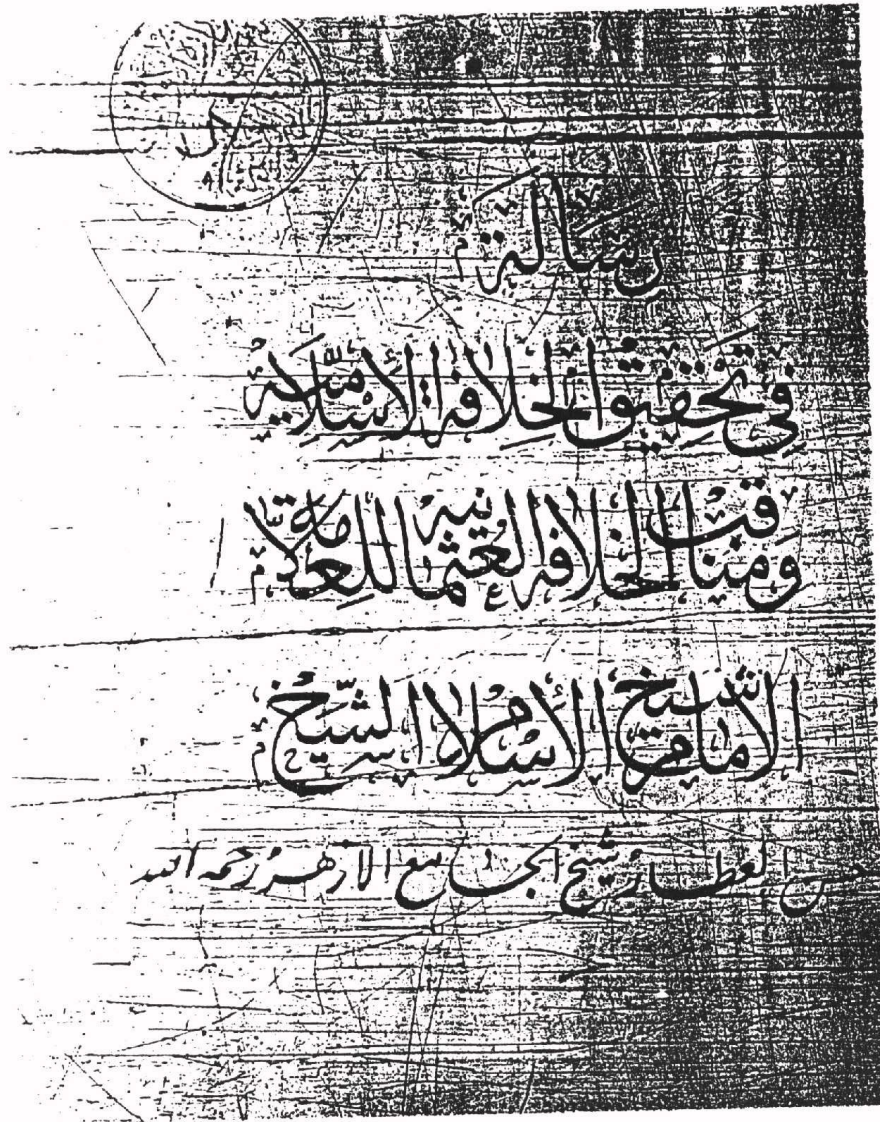 رسالة
في تحقيق الخلافة الإسلامية
ومناقب الخلافة العثمانية للعلامة
الإمام شيخ الإسلام الشيخ
حسن العطار شيخ الجامع الأزهر رحمه الله